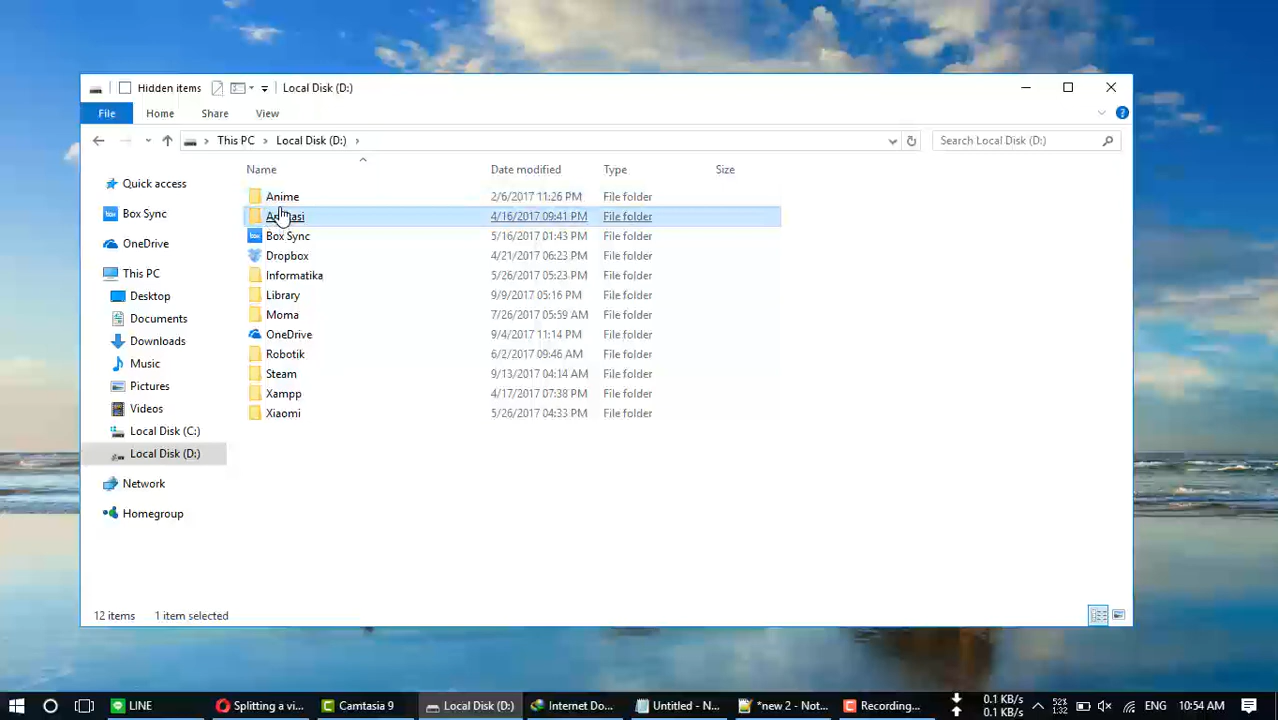 Hidden items Local Disk (D:)
File Home Share View
This PC Local Disk (D:) Search Local Disk (D:)
Name Date modified Type Size
Quick access
Box Sync
OneDrive
This PC
Desktop
Documents
Downloads
Music
Pictures
Videos
Local Disk (C:)
Local Disk (D:)
Network
Homegroup
Anime 2/6/2017 11:26 PM File folder
4/16/2017 09:41 PM File folder
Box Sync 5/16/2017 01:43 PM File folder
Dropbox 4/21/2017 06:23 PM File folder
Informatika 5/26/2017 05:23 PM File folder
Library 9/9/2017 05:16 PM File folder
Moma 7/26/2017 05:59 AM File folder
OneDrive 9/4/2017 11:14 PM File folder
Robotik 6/2/2017 09:46 AM File folder
Steam 9/13/2017 04:14 AM File folder
Xampp 4/17/2017 07:38 PM File folder
Xiaomi 5/26/2017 04:33 PM File folder
12 items 1 item selected
LINE Splitting a vi... Camtasia 9 Local Disk (D:) Internet Do... Untitled - N... *new 2 - Not... Recording... 0.1 KB/s 0.1 KB/s 52% 1:32 ENG 10:54 AM